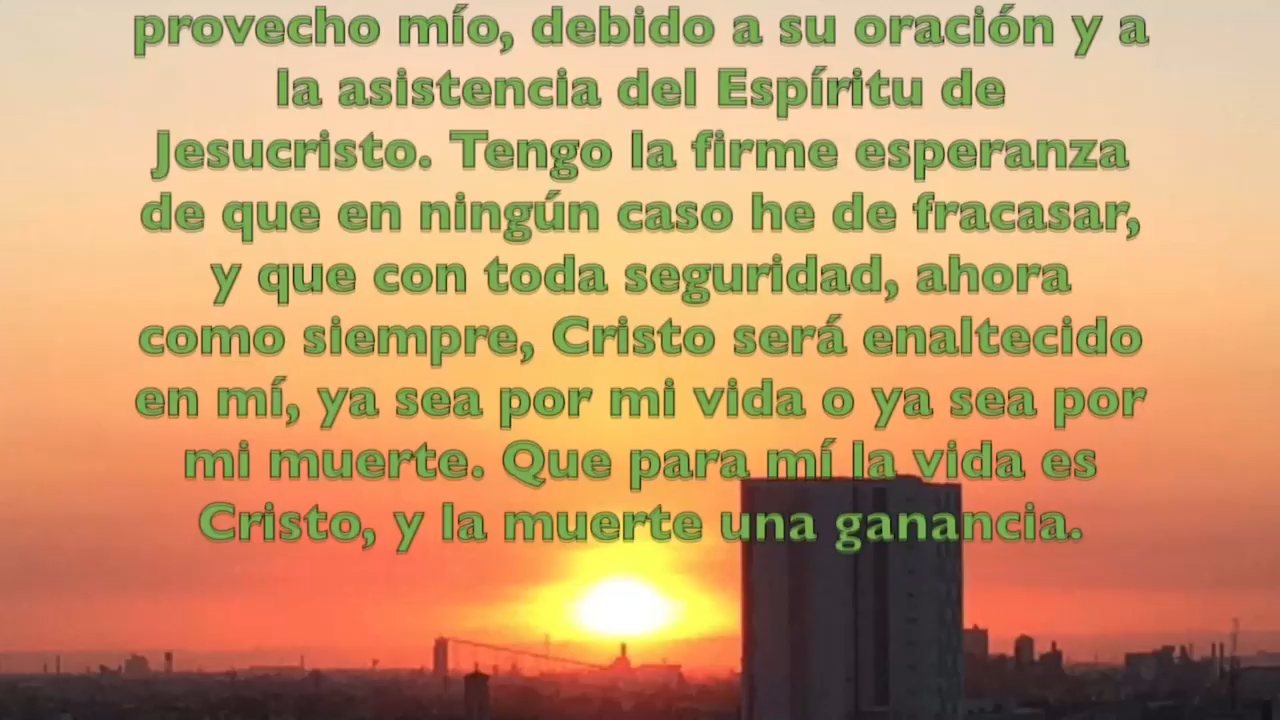 provecho mío, debido a su oración y a
la asistencia del Espíritu de
Jesucristo. Tengo la firme esperanza
de que en ningún caso he de fracasar,
y que con toda seguridad, ahora
como siempre, Cristo será enaltecido
en mí, ya sea por mi vida o ya sea por
mi muerte. Que para mí la vida es
Cristo, y la muerte una ganancia.